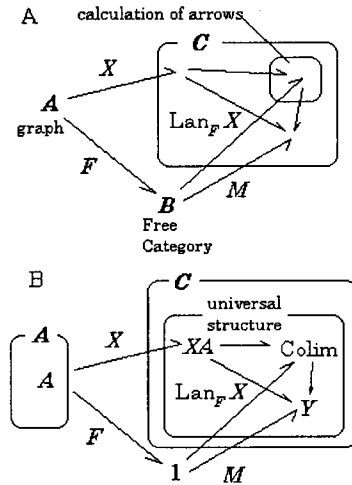 A
calculation of arrows
C
X
A
graph
Lan_F X
F
M
B
Free
Category
B
C
universal
structure
X
A
A
XA
Colim
Lan_F X
Y
F
1
M